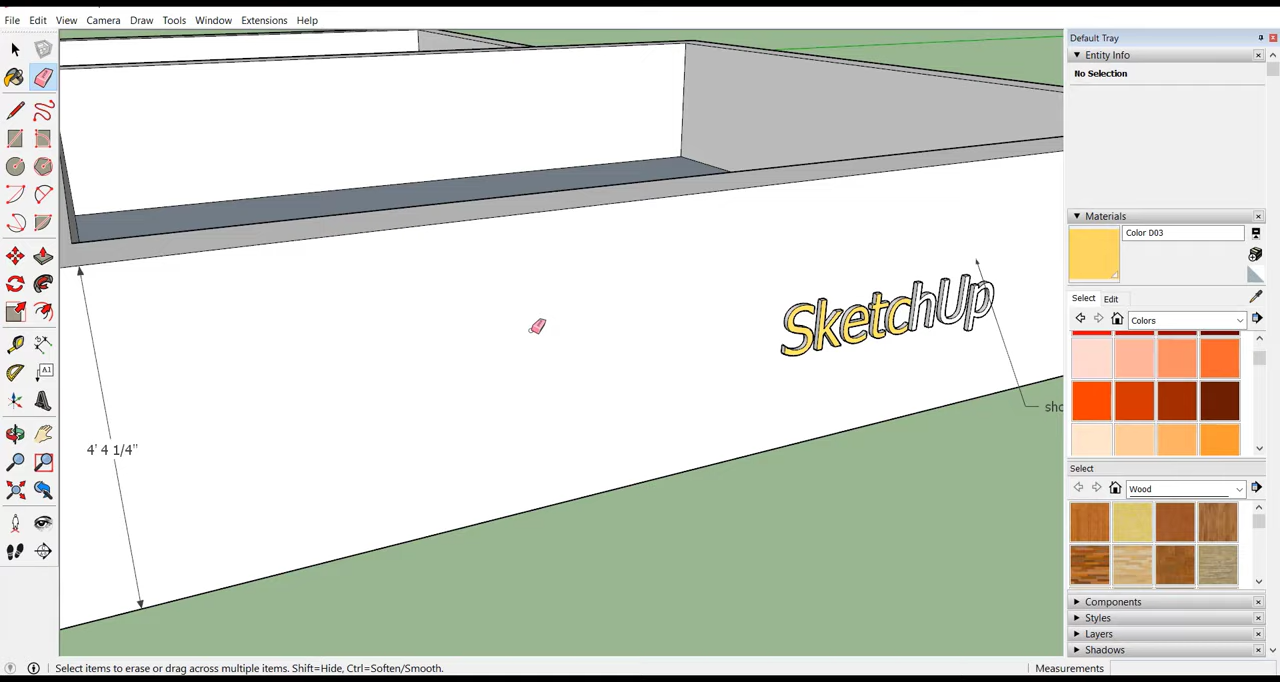 File Edit View Camera Draw Tools Window Extensions Help
Default Tray
Entity Info
No Selection
Materials
Color D03
Select Edit
Colors
SketchUp
A1
4' 4 1/4"
sho
Select
Wood
Components
Styles
Layers
Shadows
Select items to erase or drag across multiple items. Shift=Hide, Ctrl=Soften/Smooth.
Measurements